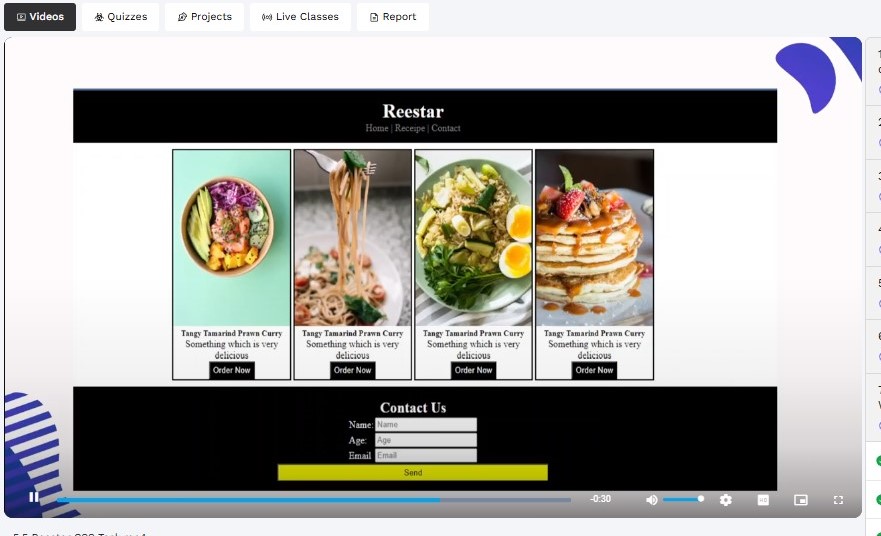 Videos
Quizzes
Projects
Live Classes
Report
Reestar
Home | Receipe | Contact
Tangy Tamarind Prawn Curry
Something which is very
delicious
Order Now
Tangy Tamarind Prawn Curry
Something which is very
delicious
Order Now
Tangy Tamarind Prawn Curry
Something which is very
delicious
Order Now
Tangy Tamarind Prawn Curry
Something which is very
delicious
Order Now
Contact Us
Name: Name
Age: Age
Email Email
Send
-0:30
HD